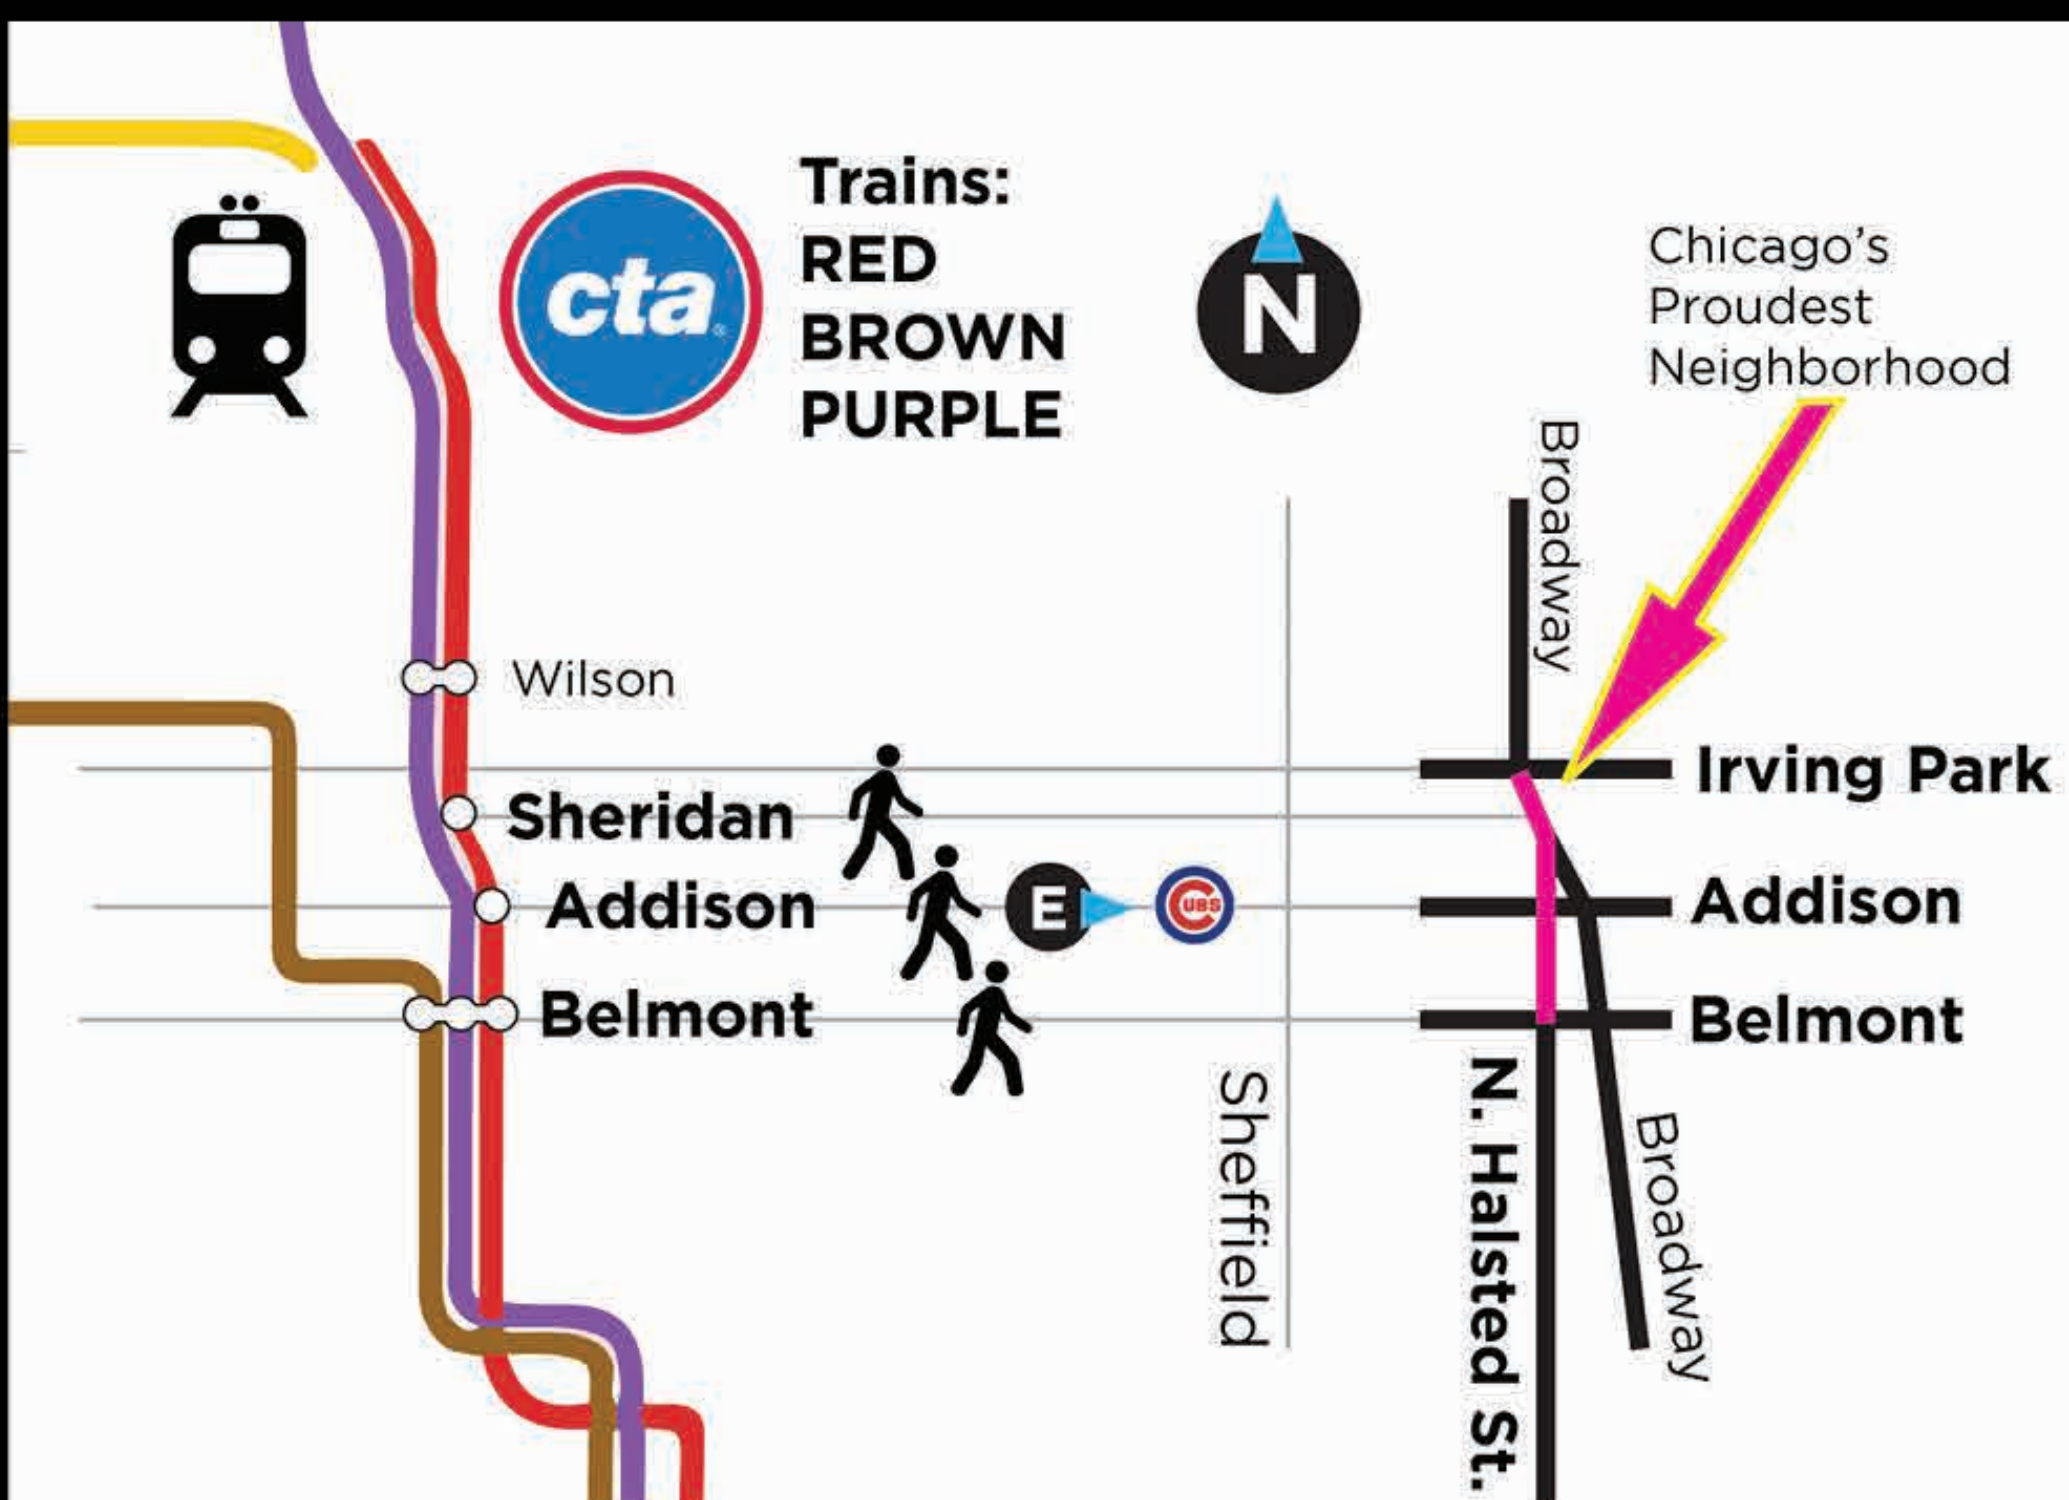 cta®
Trains:
RED
BROWN
PURPLE
N
Chicago's
Proudest
Neighborhood
Broadway
Wilson
Irving Park
Sheridan
Addison
E
CUBS
Addison
Belmont
Belmont
Sheffield
N. Halsted St.
Broadway